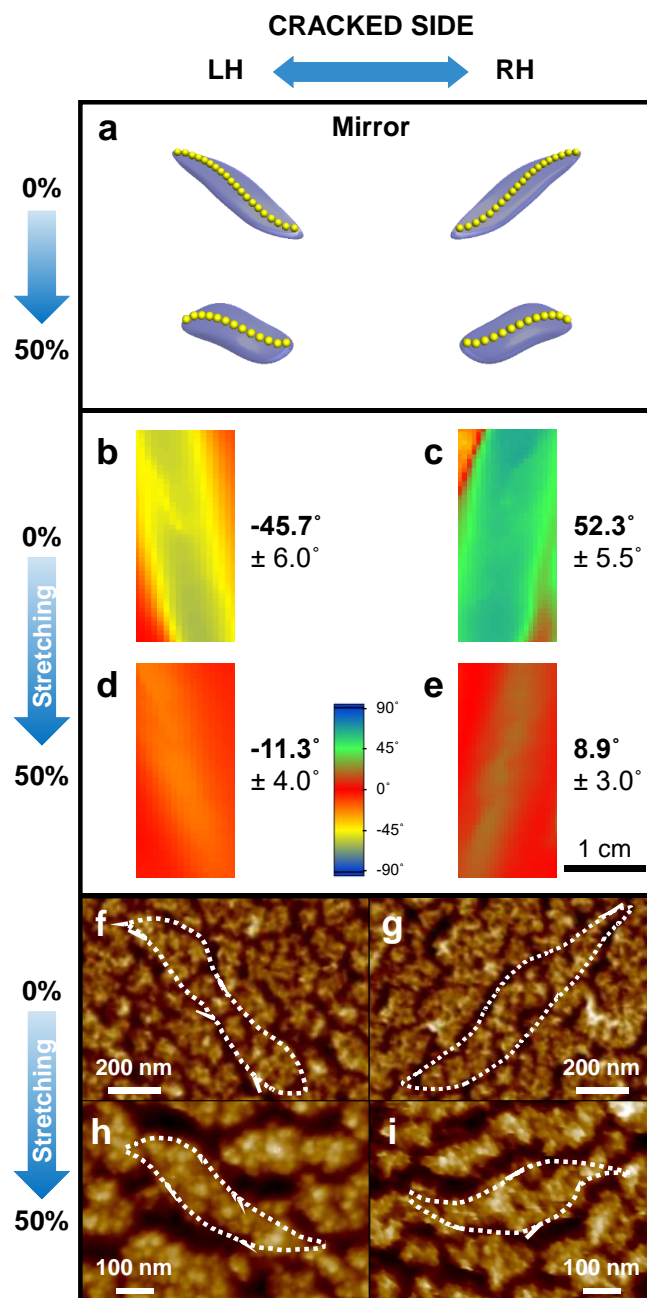 CRACKED SIDE
LH
RH
a
Mirror
0%
50%
b
-45.7°
± 6.0°
c
52.3°
± 5.5°
0%
Stretching
50%
d
-11.3°
± 4.0°
90°
45°
0°
-45°
-90°
e
8.9°
± 3.0°
1 cm
f
200 nm
g
200 nm
0%
Stretching
50%
h
100 nm
i
100 nm